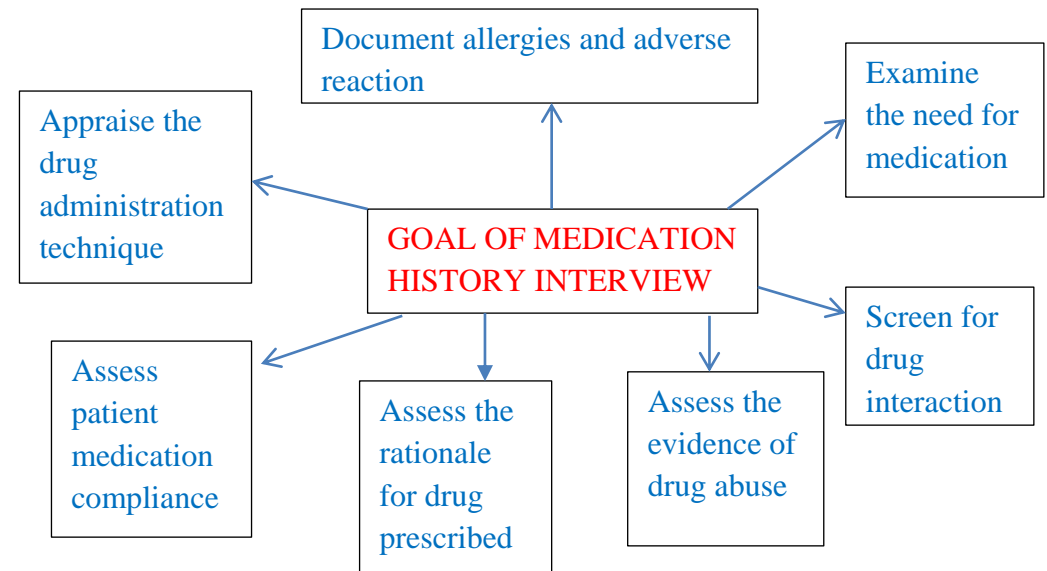 Document allergies and adverse
reaction
Examine
the need for
medication
Appraise the
drug
administration
technique
GOAL OF MEDICATION
HISTORY INTERVIEW
Screen for
drug
interaction
Assess
patient
medication
compliance
Assess the
rationale
for drug
prescribed
Assess the
evidence of
drug abuse